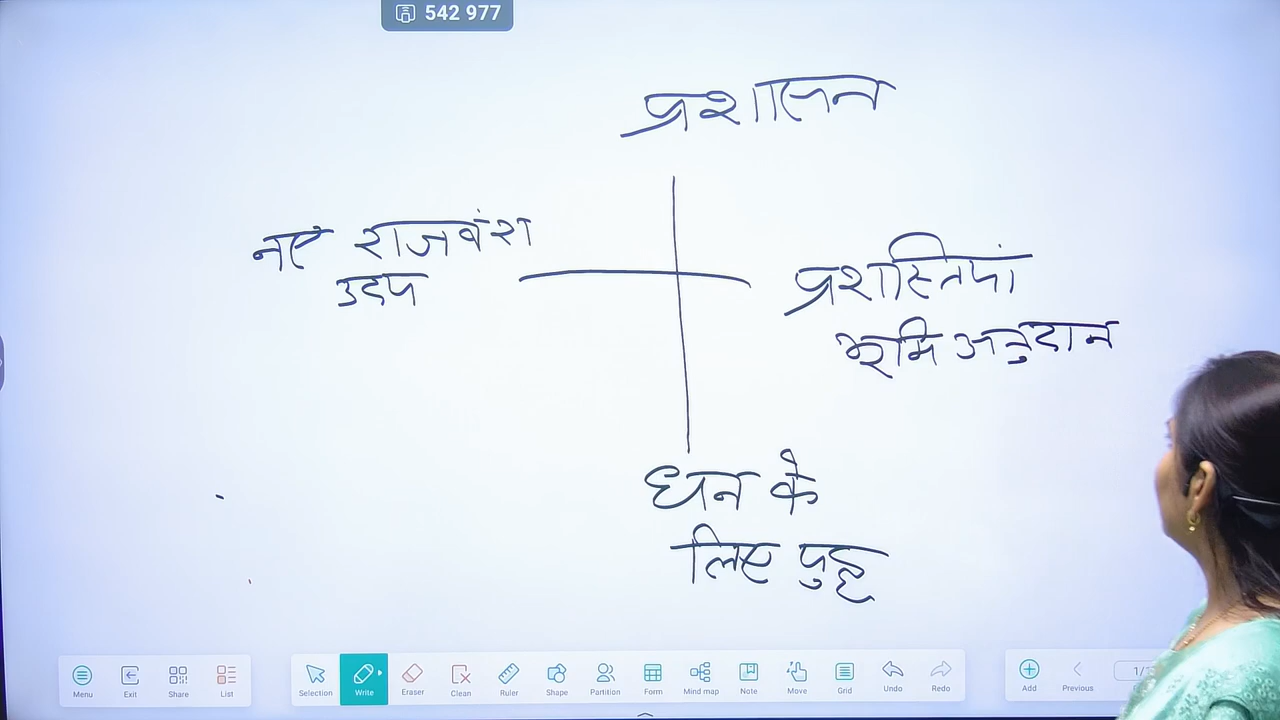 542 977
प्रशासन
नए राजवंश
उदय
प्रशस्तियां
भूमि अनुदान
धन के
लिए युद्ध
Menu
Exit
Share
List
Selection
Write
Eraser
Clean
Ruler
Shape
Partition
Form
Mind map
Note
Move
Grid
Undo
Redo
Add
Previous